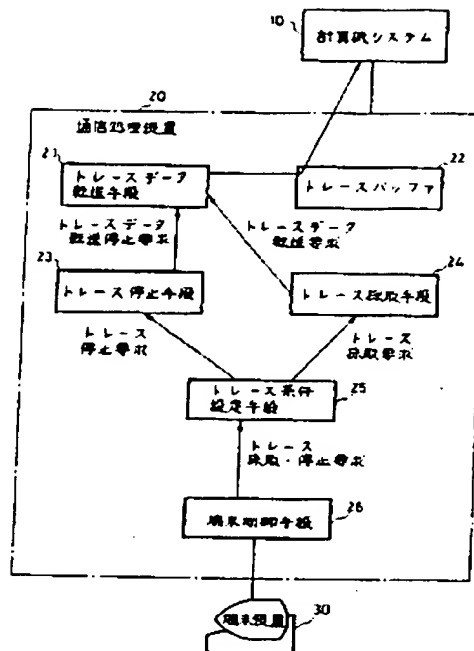 10
計算機システム
20
通信処理装置
21
トレースデータ
転送手段
22
トレースバッファ
トレースデータ
転送停止要求
トレースデータ
転送要求
23
トレース停止手段
24
トレース採取手段
トレース
停止要求
トレース
採取要求
トレース条件
設定手段
25
トレース
採取・停止要求
端末制御手段
26
端末装置
30